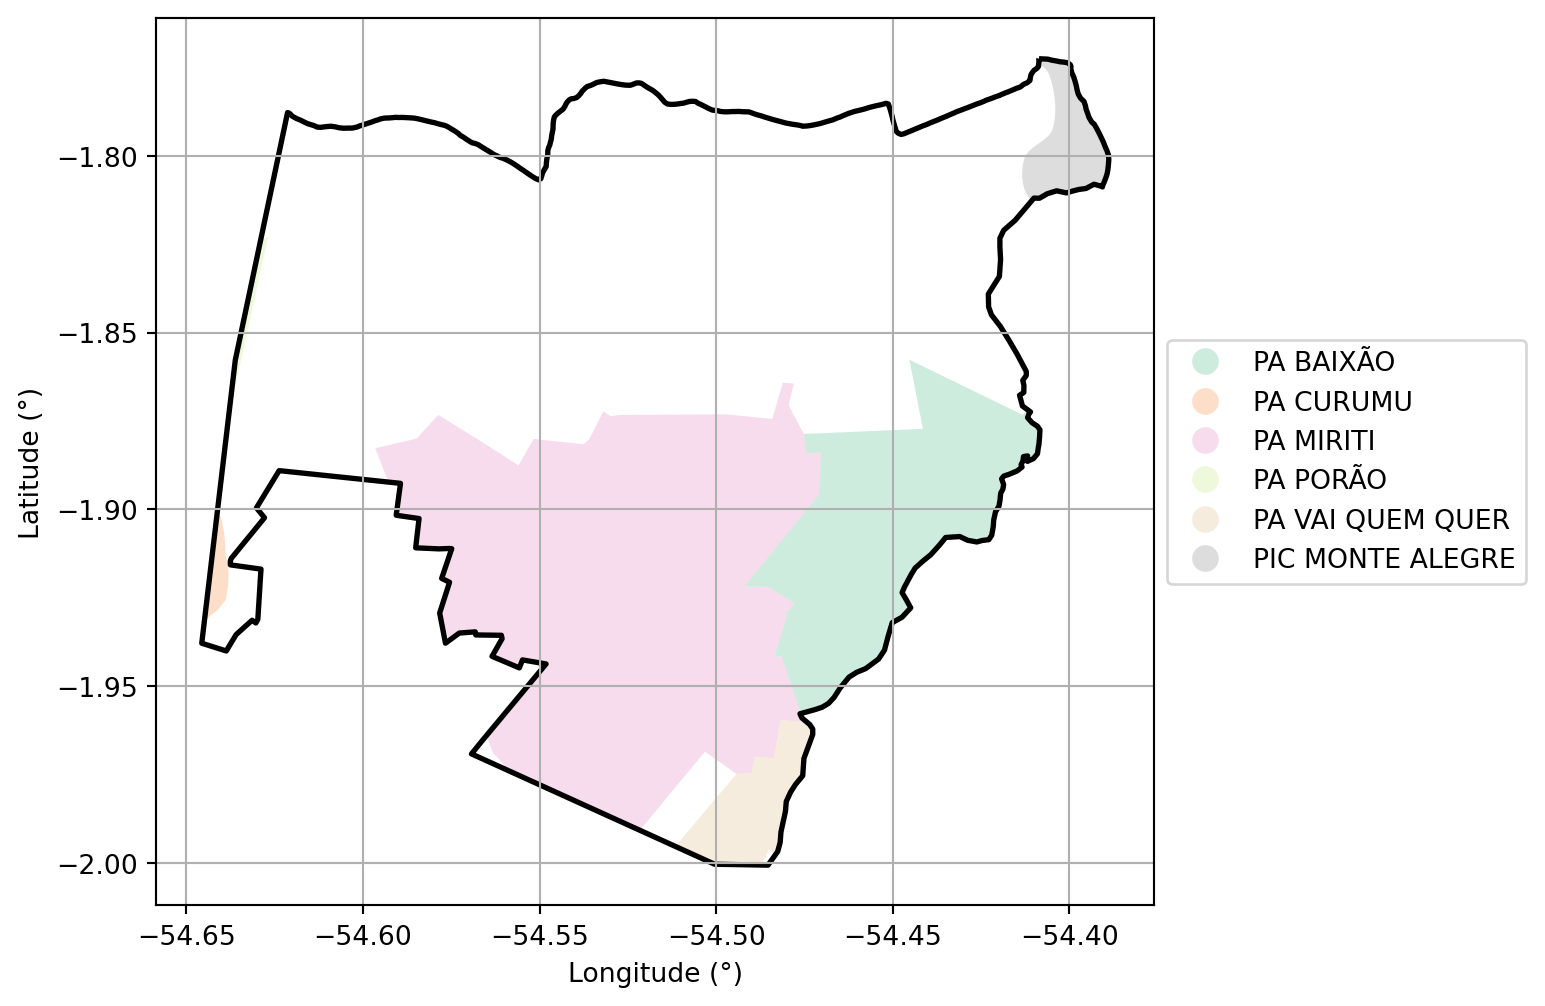 −1.80
−1.85
−1.90
−1.95
−2.00
Latitude (°)
−54.65 −54.60 −54.55 −54.50 −54.45 −54.40
Longitude (°)
PA BAIXÃO
PA CURUMU
PA MIRITI
PA PORÃO
PA VAI QUEM QUER
PIC MONTE ALEGRE